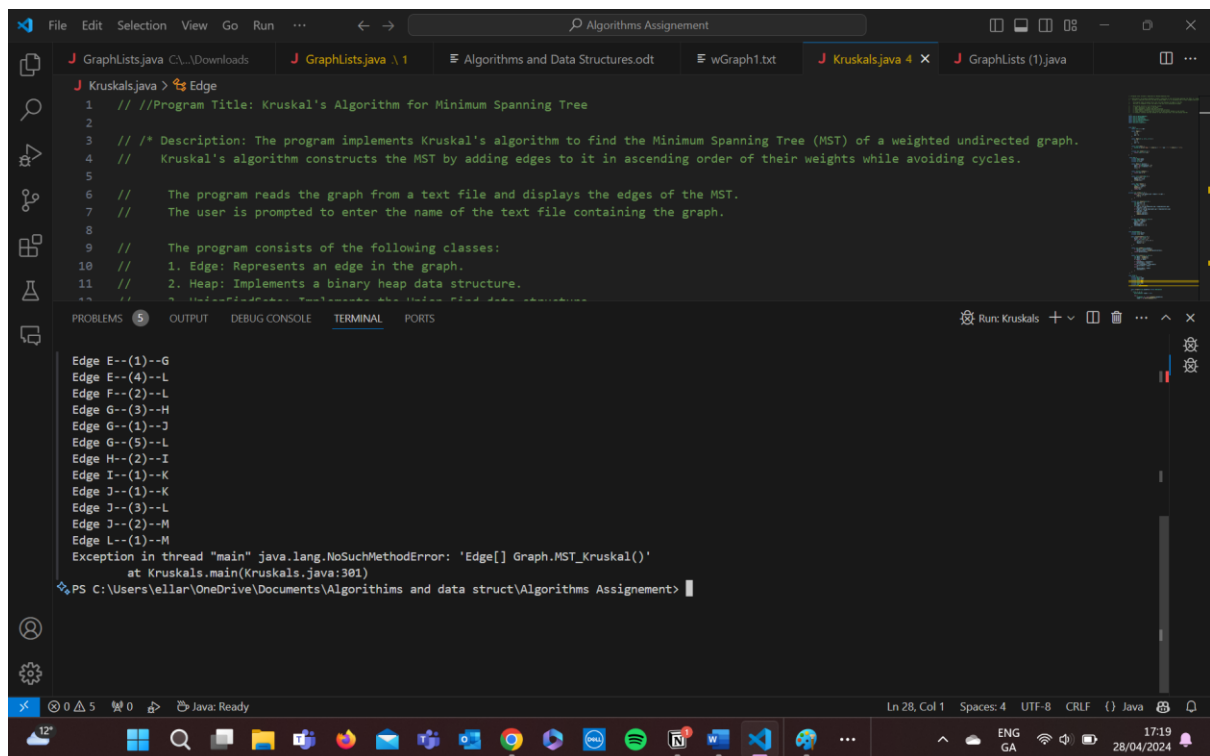 File Edit Selection View Go Run ··· ← → Algorithms Assignement
J GraphLists.java C:\...\Downloads J GraphLists.java .\ 1 Algorithms and Data Structures.odt wGraph1.txt J Kruskals.java 4 × J GraphLists (1).java
J Kruskals.java > Edge
1 // //Program Title: Kruskal's Algorithm for Minimum Spanning Tree
2
3 // /* Description: The program implements Kruskal's algorithm to find the Minimum Spanning Tree (MST) of a weighted undirected graph.
4 // Kruskal's algorithm constructs the MST by adding edges to it in ascending order of their weights while avoiding cycles.
5
6 // The program reads the graph from a text file and displays the edges of the MST.
7 // The user is prompted to enter the name of the text file containing the graph.
8
9 // The program consists of the following classes:
10 // 1. Edge: Represents an edge in the graph.
11 // 2. Heap: Implements a binary heap data structure.
PROBLEMS 5 OUTPUT DEBUG CONSOLE TERMINAL PORTS Run: Kruskals
Edge E--(1)--G
Edge E--(4)--L
Edge F--(2)--L
Edge G--(3)--H
Edge G--(1)--J
Edge G--(5)--L
Edge H--(2)--I
Edge I--(1)--K
Edge J--(1)--K
Edge J--(3)--L
Edge J--(2)--M
Edge L--(1)--M
Exception in thread "main" java.lang.NoSuchMethodError: 'Edge[] Graph.MST_Kruskal()'
at Kruskals.main(Kruskals.java:301)
PS C:\Users\ellar\OneDrive\Documents\Algorithims and data struct\Algorithms Assignement>
0 5 0 Java: Ready Ln 28, Col 1 Spaces: 4 UTF-8 CRLF {} Java
12° ENG GA 17:19 28/04/2024